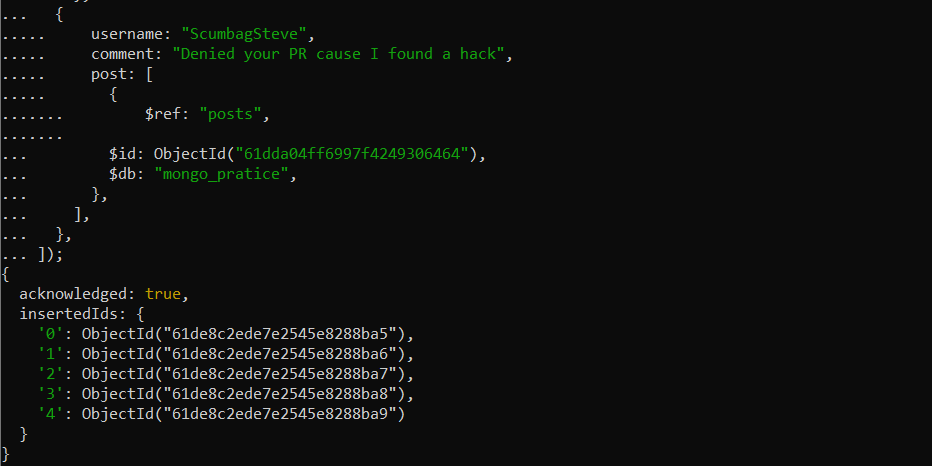 ...   {
.....     username: "ScumbagSteve",
.....     comment: "Denied your PR cause I found a hack",
.....     post: [
.....       {
.......         $ref: "posts",
.......
...         $id: ObjectId("61dda04ff6997f4249306464"),
...         $db: "mongo_pratice",
...       },
...     ],
...   },
... ]);
{
  acknowledged: true,
  insertedIds: {
    '0': ObjectId("61de8c2ede7e2545e8288ba5"),
    '1': ObjectId("61de8c2ede7e2545e8288ba6"),
    '2': ObjectId("61de8c2ede7e2545e8288ba7"),
    '3': ObjectId("61de8c2ede7e2545e8288ba8"),
    '4': ObjectId("61de8c2ede7e2545e8288ba9")
  }
}